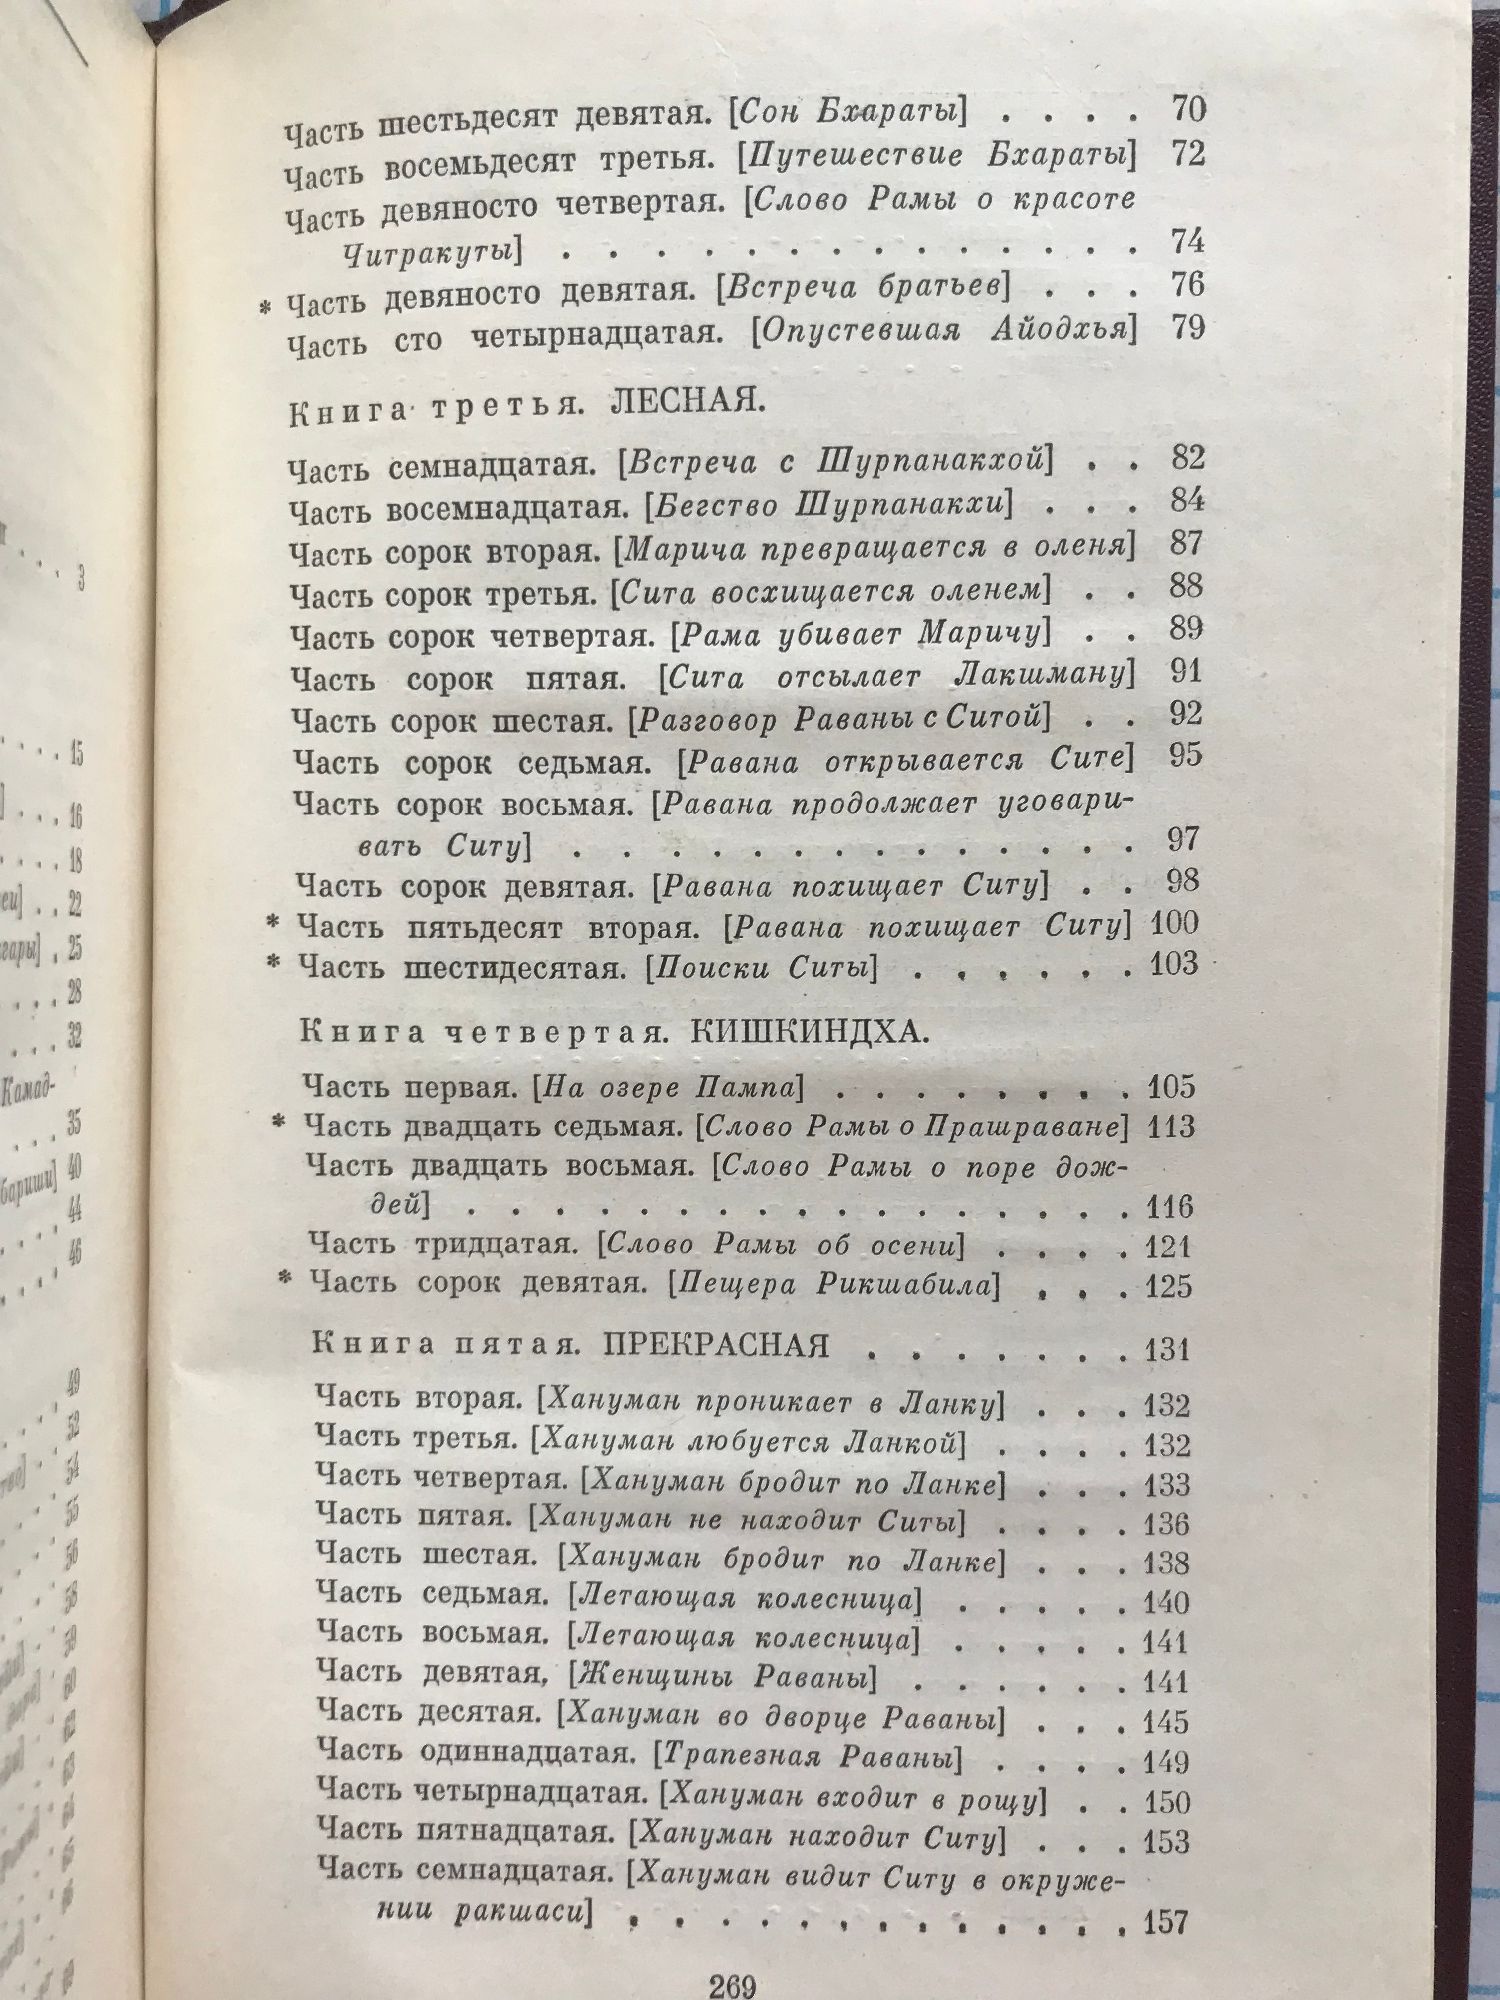 Часть шестьдесят девятая. [Сон Бхараты] . . . . 70
Часть восемьдесят третья. [Путешествие Бхараты] 72
Часть девяносто четвертая. [Слово Рамы о красоте
Читракуты] . . . . . . . . . . . . . 74
* Часть девяносто девятая. [Встреча братьев] . . . 76
Часть сто четырнадцатая. [Опустевшая Айодхья] 79
Книга третья. ЛЕСНАЯ.
Часть семнадцатая. [Встреча с Шурпанакхой] . . 82
Часть восемнадцатая. [Бегство Шурпанакхи] . . . 84
Часть сорок вторая. [Марича превращается в оленя] 87
Часть сорок третья. [Сита восхищается оленем] . . 88
Часть сорок четвертая. [Рама убивает Маричу] . . 89
Часть сорок пятая. [Сита отсылает Лакшману] 91
Часть сорок шестая. [Разговор Раваны с Ситой] . . 92
Часть сорок седьмая. [Равана открывается Сите] 95
Часть сорок восьмая. [Равана продолжает уговари-
вать Ситу] . . . . . . . . . . . . . 97
Часть сорок девятая. [Равана похищает Ситу] . . 98
* Часть пятьдесят вторая. [Равана похищает Ситу] 100
* Часть шестидесятая. [Поиски Ситы] . . . . . . 103
Книга четвертая. КИШКИНДХА.
Часть первая. [На озере Пампа] . . . . . . . . 105
* Часть двадцать седьмая. [Слово Рамы о Прашраване] 113
Часть двадцать восьмая. [Слово Рамы о поре дож-
дей] . . . . . . . . . . . . . . . . 116
Часть тридцатая. [Слово Рамы об осени] . . . . 121
* Часть сорок девятая. [Пещера Рикшабила] . . . 125
Книга пятая. ПРЕКРАСНАЯ . . . . . . . 131
Часть вторая. [Хануман проникает в Ланку] . . . 132
Часть третья. [Хануман любуется Ланкой] . . . . 132
Часть четвертая. [Хануман бродит по Ланке] . . . 133
Часть пятая. [Хануман не находит Ситы] . . . . 136
Часть шестая. [Хануман бродит по Ланке] . . . 138
Часть седьмая. [Летающая колесница] . . . . . 140
Часть восьмая. [Летающая колесница] . . . . . 141
Часть девятая, [Женщины Раваны] . . . . . . 141
Часть десятая. [Хануман во дворце Раваны] . . . 145
Часть одиннадцатая. [Трапезная Раваны] . . . . 149
Часть четырнадцатая. [Хануман входит в рощу] . . 150
Часть пятнадцатая. [Хануман находит Ситу] . . . 153
Часть семнадцатая. [Хануман видит Ситу в окруже-
нии ракшаси] . . . . . . . . . . . . . 157
269